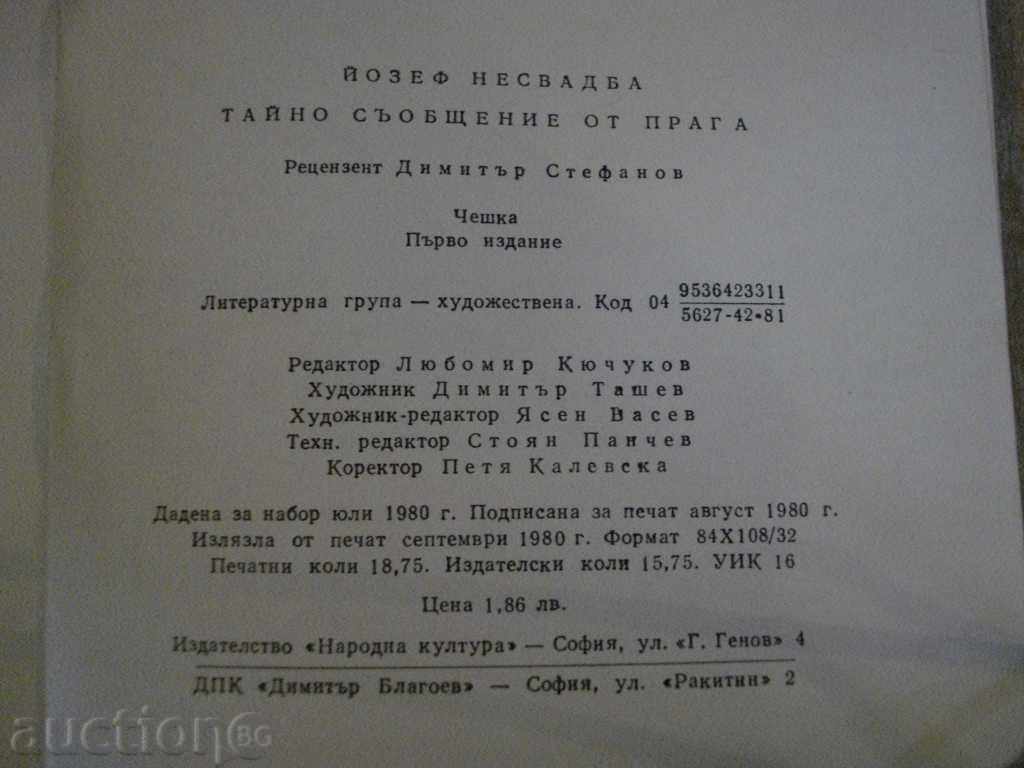 ЙОЗЕФ НЕСВАДБА
ТАЙНО СЪОБЩЕНИЕ ОТ ПРАГА
Рецензент Димитър Стефанов
Чешка
Първо издание
Литературна група — художествена. Код 04 9536423311
5627-42•81
Редактор Любомир Кючуков
Художник Димитър Ташев
Художник-редактор Ясен Васев
Техн. редактор Стоян Панчев
Коректор Петя Калевска
Дадена за набор юли 1980 г. Подписана за печат август 1980 г.
Излязла от печат септември 1980 г. Формат 84X108/32
Печатни коли 18,75. Издателски коли 15,75. УИК 16
Цена 1,86 лв.
Издателство «Народна култура» — София, ул. «Г. Генов» 4
ДПК «Димитър Благоев» — София, ул. «Ракитин» 2
auctionBG